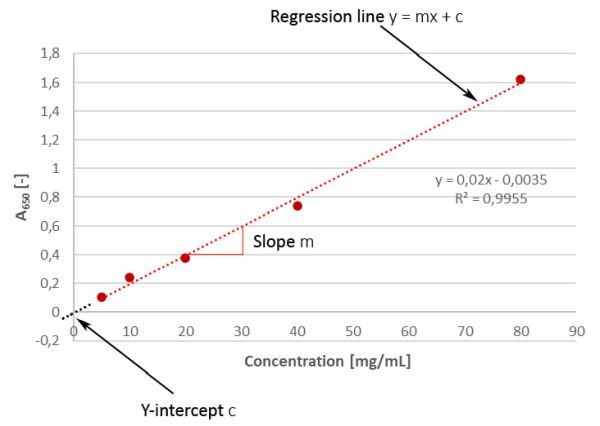 Regression line y = mx + c
1,8
1,6
1,4
1,2
1
0,8
0,6
0,4
0,2
0
-0,2
A650 [-]
y = 0,02x - 0,0035
R² = 0,9955
Slope m
0 10 20 30 40 50 60 70 80 90
Concentration [mg/mL]
Y-intercept c